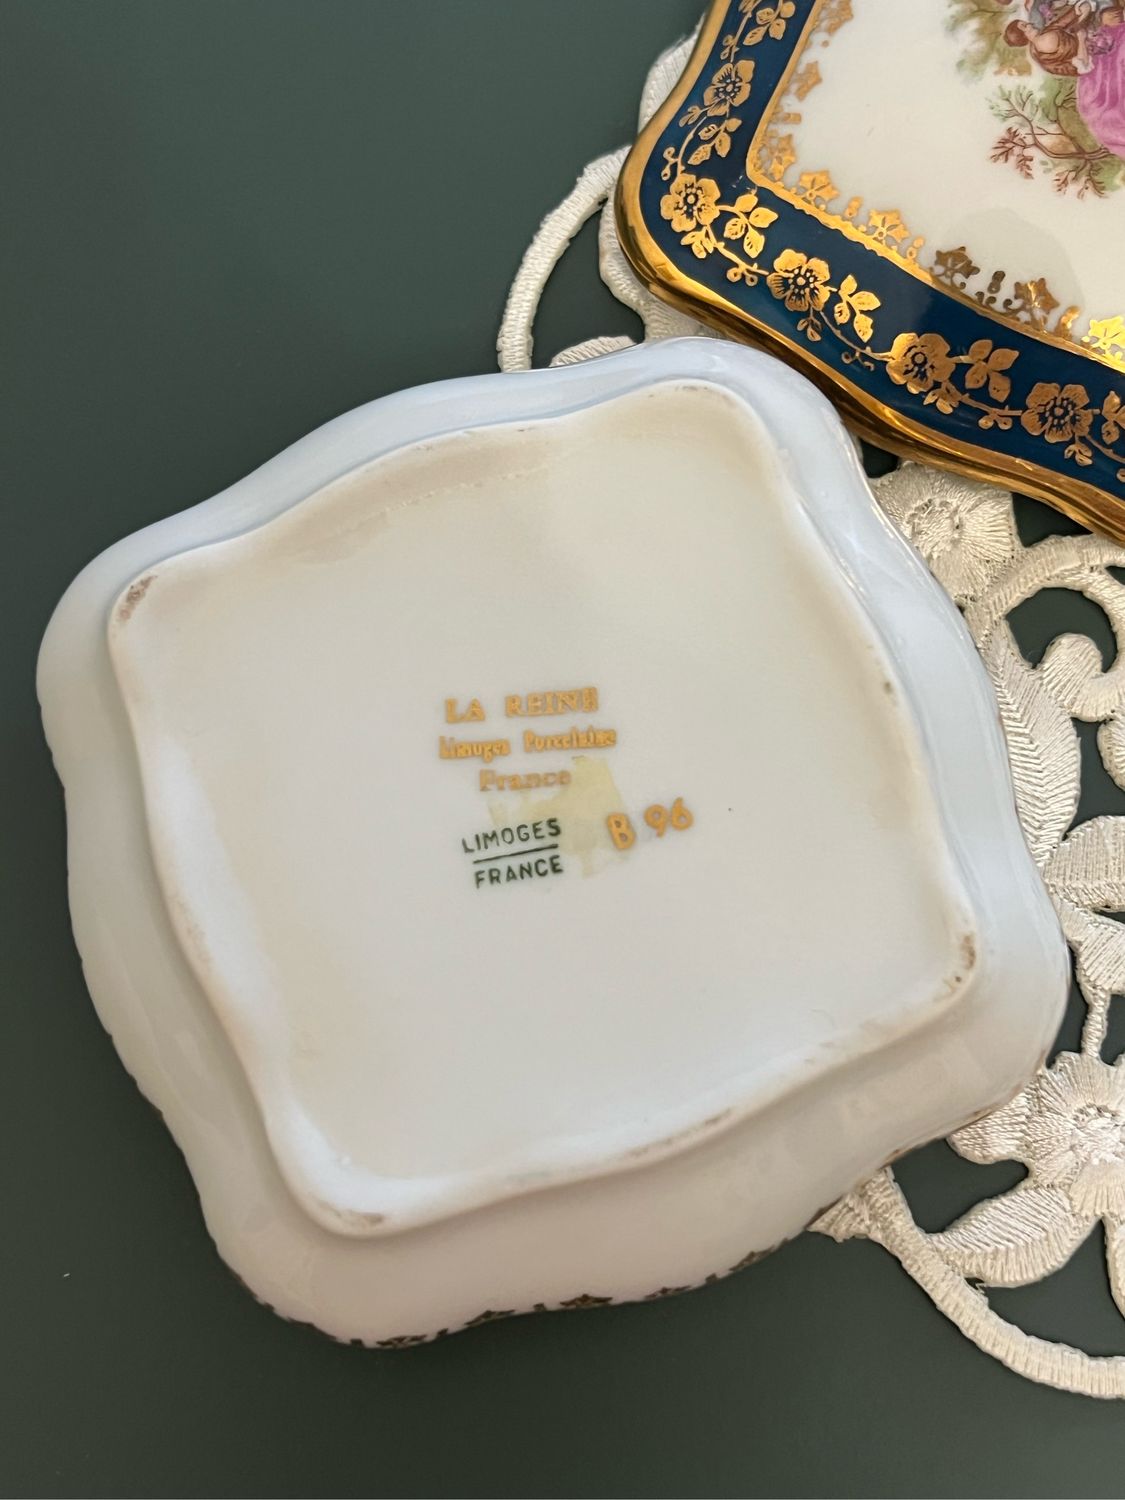 LA REINE
Limoges Porcelaine
France
LIMOGES
FRANCE
B 96